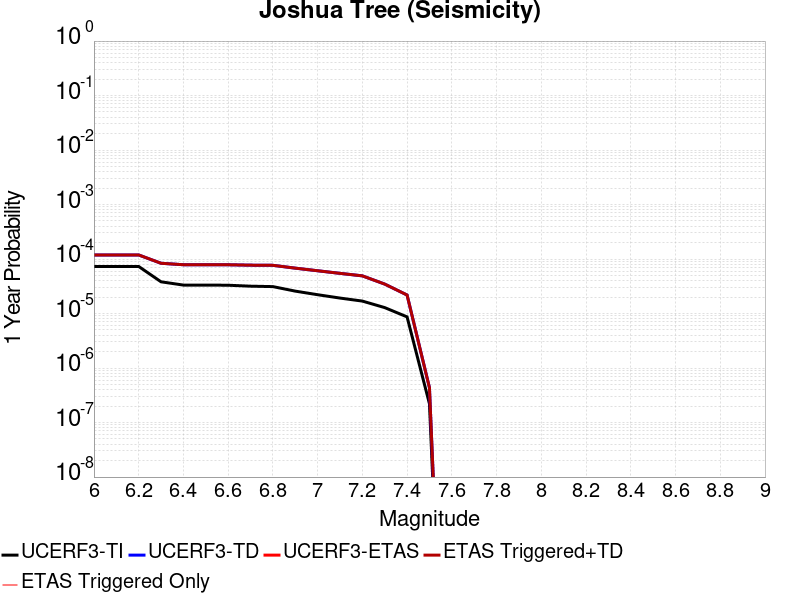 Joshua Tree (Seismicity)
10^0
10^-1
10^-2
10^-3
10^-4
10^-5
10^-6
10^-7
10^-8
1 Year Probability
6 6.2 6.4 6.6 6.8 7 7.2 7.4 7.6 7.8 8 8.2 8.4 8.6 8.8 9
Magnitude
UCERF3-TI UCERF3-TD UCERF3-ETAS ETAS Triggered+TD
ETAS Triggered Only